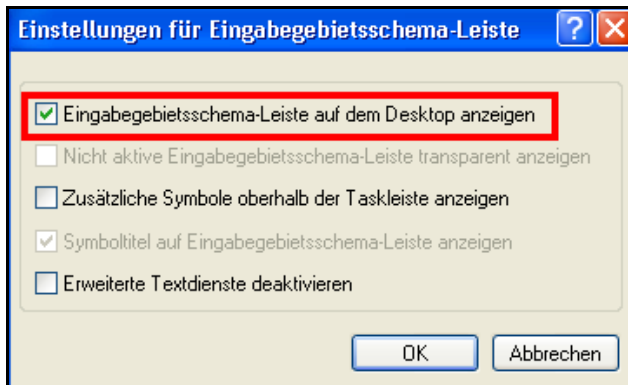 Einstellungen für Eingabegebietsschema-Leiste
Eingabegebietsschema-Leiste auf dem Desktop anzeigen
Nicht aktive Eingabegebietsschema-Leiste transparent anzeigen
Zusätzliche Symbole oberhalb der Taskleiste anzeigen
Symboltitel auf Eingabegebietsschema-Leiste anzeigen
Erweiterte Textdienste deaktivieren
OK Abbrechen